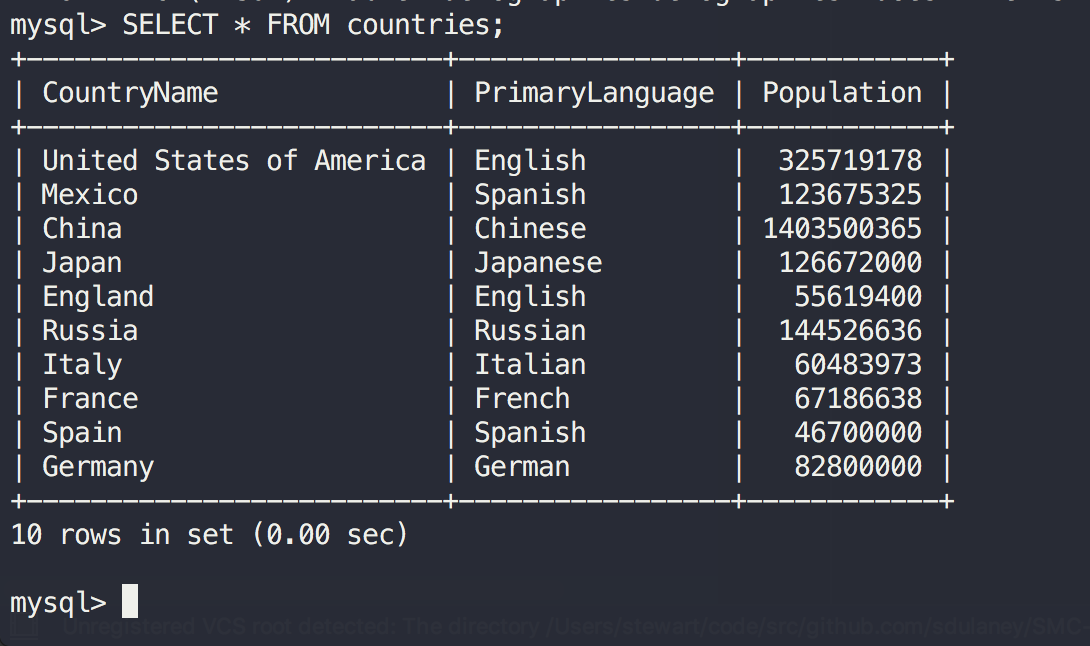 mysql> SELECT * FROM countries;
+--------------------------+-----------------+------------+
| CountryName              | PrimaryLanguage | Population |
+--------------------------+-----------------+------------+
| United States of America | English         |  325719178 |
| Mexico                   | Spanish         |  123675325 |
| China                    | Chinese         | 1403500365 |
| Japan                    | Japanese        |  126672000 |
| England                  | English         |   55619400 |
| Russia                   | Russian         |  144526636 |
| Italy                    | Italian         |   60483973 |
| France                   | French          |   67186638 |
| Spain                    | Spanish         |   46700000 |
| Germany                  | German          |   82800000 |
+--------------------------+-----------------+------------+
10 rows in set (0.00 sec)
mysql>
Unregistered VCS root detected: The directory /Users/stewart/code/src/github.com/sdulaney/SMC